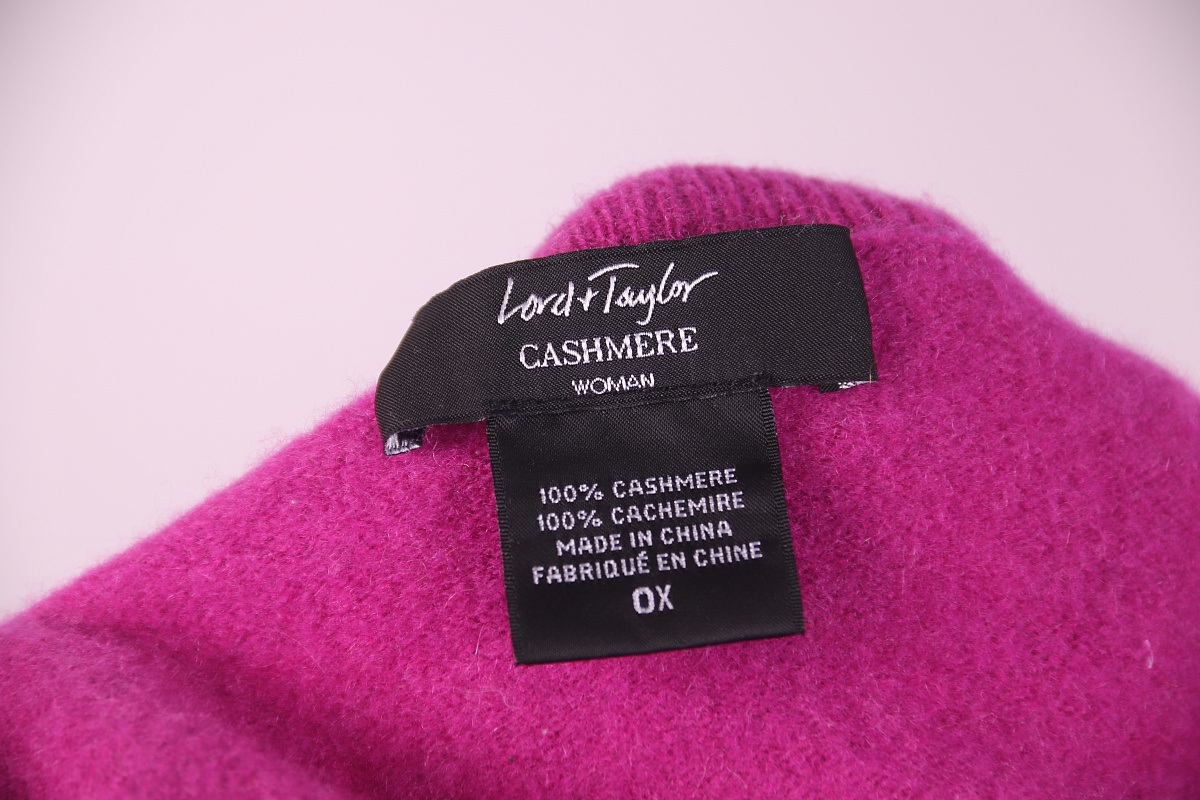 Lord + Taylor
CASHMERE
WOMAN
100% CASHMERE
100% CACHEMIRE
MADE IN CHINA
FABRIQUÉ EN CHINE
0X